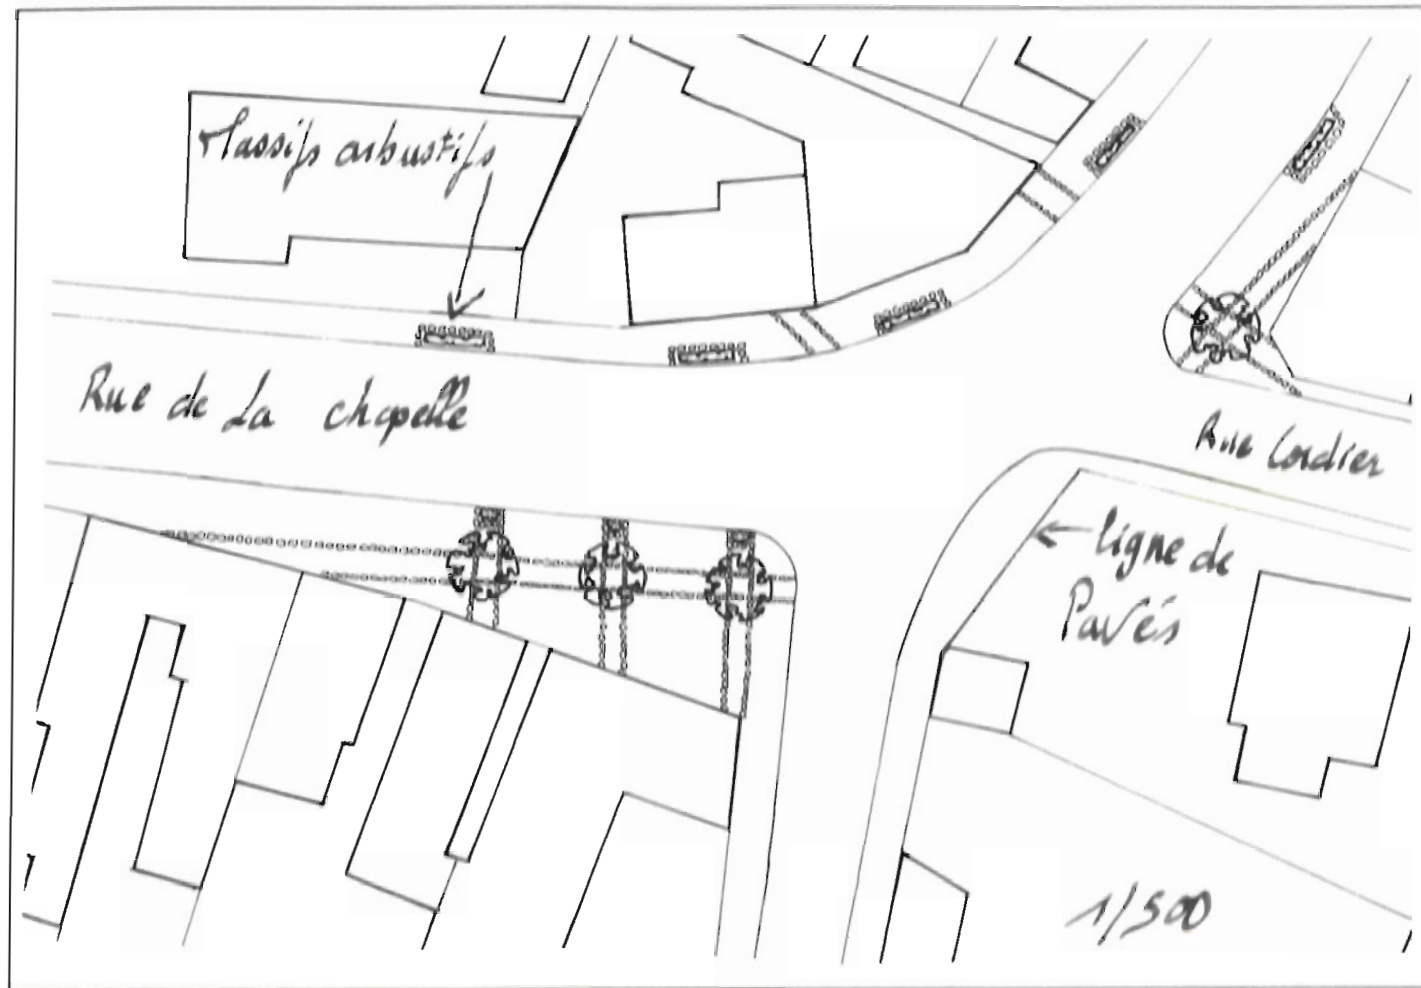 Massifs arbustifs
Rue de La chapelle
Rue Cordier
ligne de
Pavés
1/500